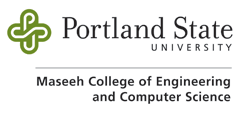 Portland State
UNIVERSITY
Maseeh College of Engineering
and Computer Science